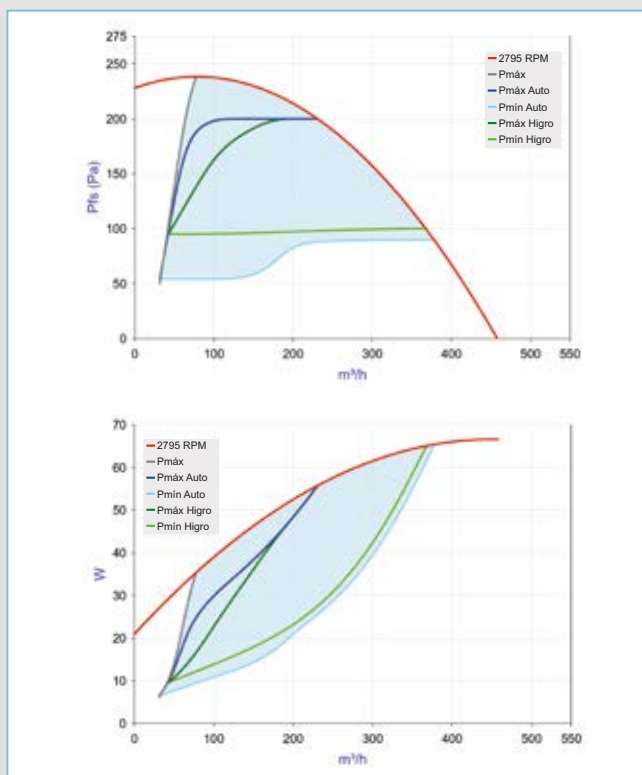 275
250
200
150
100
50
0
Pfs (Pa)
2795 RPM
Pmáx
Pmáx Auto
Pmín Auto
Pmáx Higro
Pmín Higro
0 100 200 300 400 500 550
m³/h
70
60
50
40
30
20
10
0
W
2795 RPM
Pmáx
Pmáx Auto
Pmín Auto
Pmáx Higro
Pmín Higro
0 100 200 300 400 500 550
m³/h